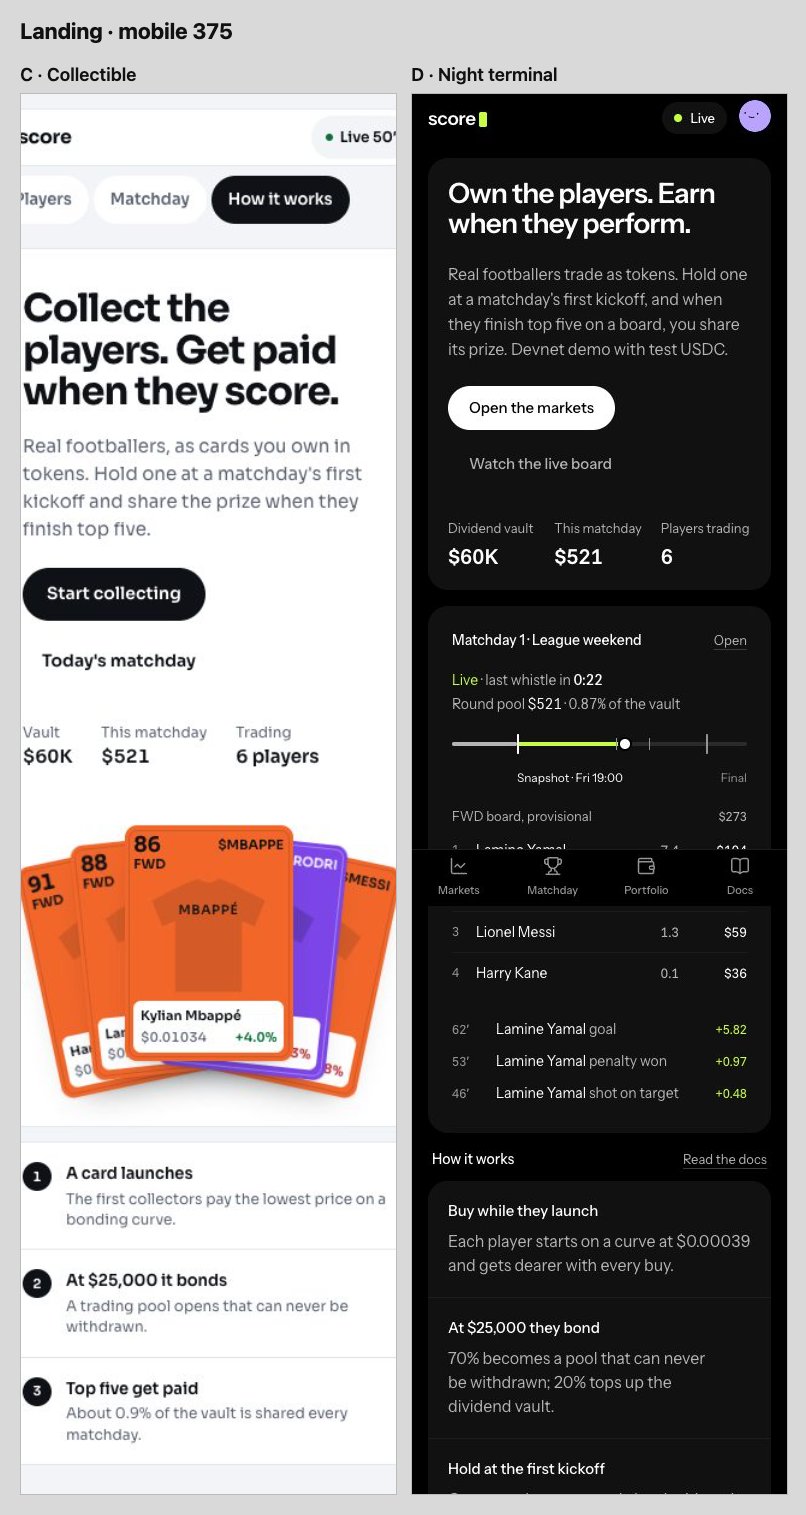 Landing · mobile 375
C · Collectible
score
Live 50'
Players
Matchday
How it works
Collect the
players. Get paid
when they score.
Real footballers, as cards you own in
tokens. Hold one at a matchday's first
kickoff and share the prize when they
finish top five.
Start collecting
Today's matchday
Vault
This matchday
Trading
$60K
$521
6 players
91
FWD
88
FWD
86
FWD
$MBAPPE
RODRI
$MESSI
MBAPPÉ
Kylian Mbappé
$0.01034
+4.0%
1
A card launches
The first collectors pay the lowest price on a
bonding curve.
2
At $25,000 it bonds
A trading pool opens that can never be
withdrawn.
3
Top five get paid
About 0.9% of the vault is shared every
matchday.
D · Night terminal
score
Live
Own the players. Earn
when they perform.
Real footballers trade as tokens. Hold one
at a matchday's first kickoff, and when
they finish top five on a board, you share
its prize. Devnet demo with test USDC.
Open the markets
Watch the live board
Dividend vault
This matchday
Players trading
$60K
$521
6
Matchday 1 · League weekend
Open
Live · last whistle in 0:22
Round pool $521 · 0.87% of the vault
Snapshot · Fri 19:00
Final
FWD board, provisional
$273
Markets
Matchday
Portfolio
Docs
3 Lionel Messi 1.3 $59
4 Harry Kane 0.1 $36
62' Lamine Yamal goal +5.82
53' Lamine Yamal penalty won +0.97
46' Lamine Yamal shot on target +0.48
How it works
Read the docs
Buy while they launch
Each player starts on a curve at $0.00039
and gets dearer with every buy.
At $25,000 they bond
70% becomes a pool that can never
be withdrawn; 20% tops up the
dividend vault.
Hold at the first kickoff